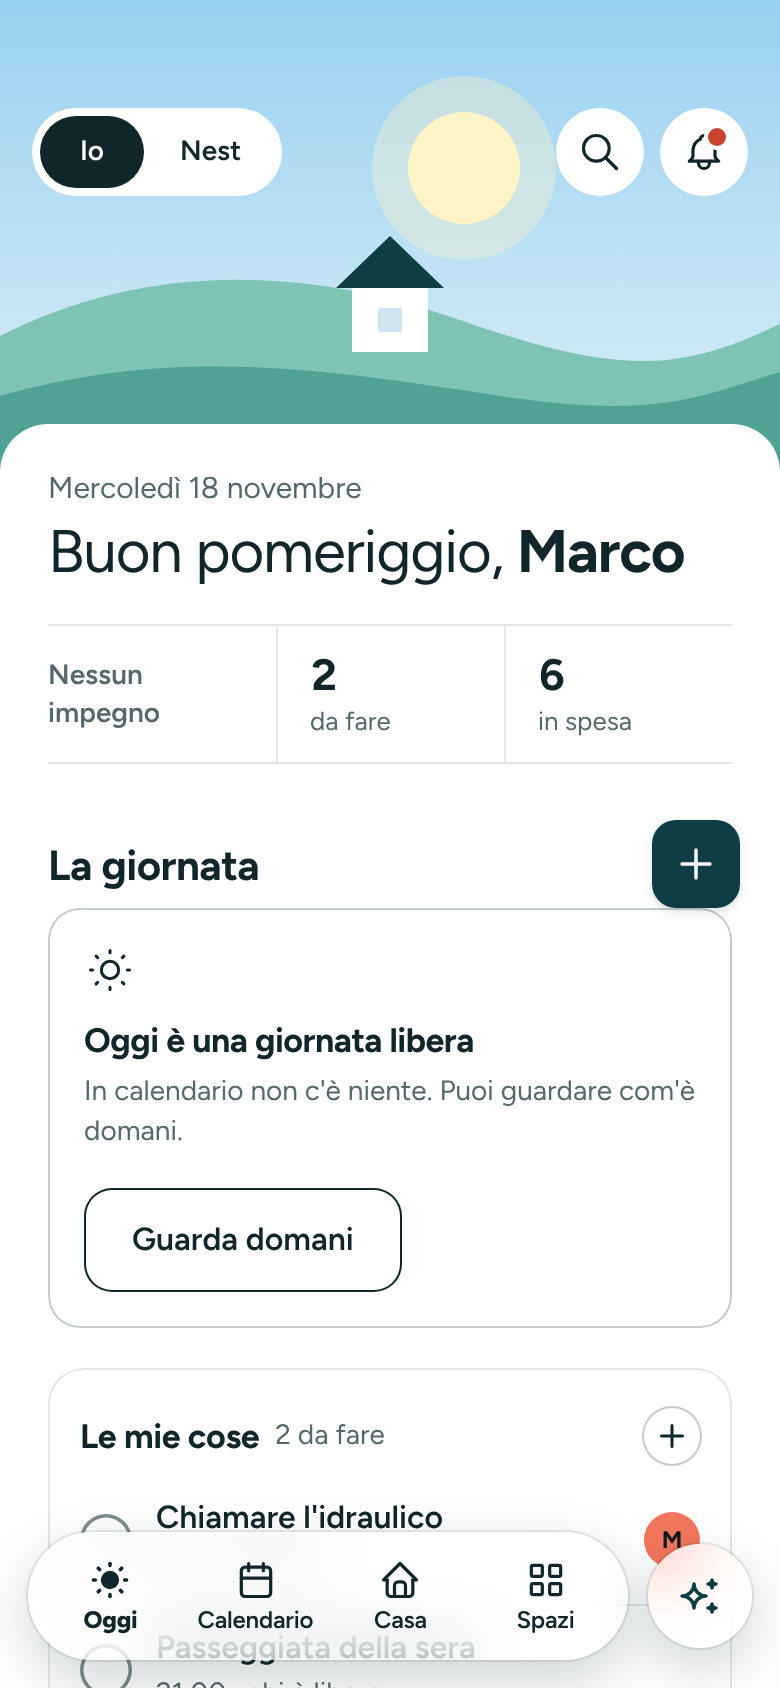 Io
Nest
Mercoledì 18 novembre
Buon pomeriggio, Marco
Nessun
impegno
2
da fare
6
in spesa
La giornata
Oggi è una giornata libera
In calendario non c'è niente. Puoi guardare com'è
domani.
Guarda domani
Le mie cose 2 da fare
Chiamare l'idraulico
M
Oggi
Calendario
Casa
Spazi
Passeggiata della sera